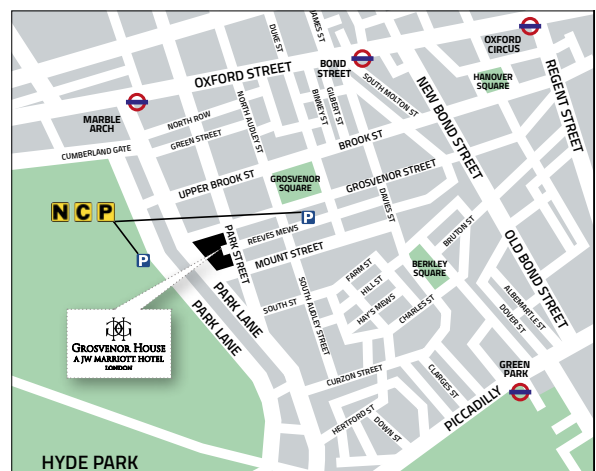 OXFORD
CIRCUS
DUKE ST
JAMES ST
BOND
STREET
OXFORD STREET
HANOVER
SQUARE
REGENT STREET
MARBLE
ARCH
NORTH ROW
GREEN STREET
NORTH AUDLEY ST
BINNEY ST
GILBERT ST
SOUTH MOLTON ST
NEW BOND STREET
CUMBERLAND GATE
BROOK ST
UPPER BROOK ST
GROSVENOR
SQUARE
GROSVENOR STREET
NCP
P
P
PARK STREET
REEVES MEWS
MOUNT STREET
DAVIES ST
BRUTON ST
OLD BOND STREET
BERKLEY
SQUARE
FARM ST
HILL ST
HAY'S MEWS
CHARLES ST
ALBEMARTLE ST
DOVER ST
PARK LANE
PARK LANE
SOUTH ST
SOUTH AUDLEY STREET
GROSVENOR HOUSE
A JW MARRIOTT HOTEL
LONDON
CURZON STREET
CLARGES ST
GREEN
PARK
PICCADILLY
HERTFORD ST
DOWN ST
HYDE PARK